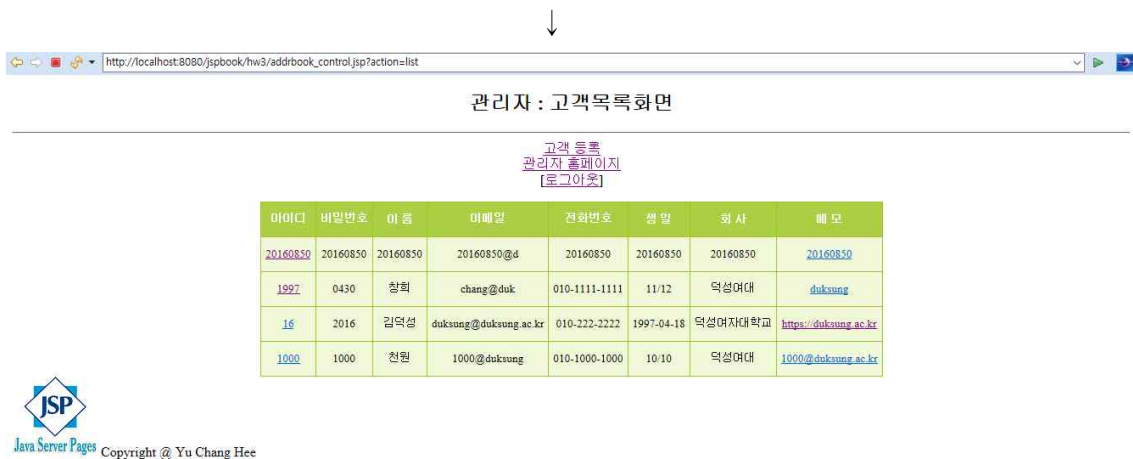 ↓
http://localhost:8080/jspbook/hw3/addrbook_control.jsp?action=list
관리자 : 고객목록화면
고객 등록
관리자 홈페이지
[로그아웃]
아이디 비밀번호 이 름 이메일 전화번호 생 일 회 사 메 모
20160850 20160850 20160850 20160850@d 20160850 20160850 20160850 20160850
1997 0430 창희 chang@duk 010-1111-1111 11/12 덕성여대 duksung
16 2016 김덕성 duksung@duksung.ac.kr 010-222-2222 1997-04-18 덕성여자대학교 https://duksung.ac.kr
1000 1000 천원 1000@duksung 010-1000-1000 10/10 덕성여대 1000@duksung.ac.kr
JSP
Java Server Pages Copyright @ Yu Chang Hee